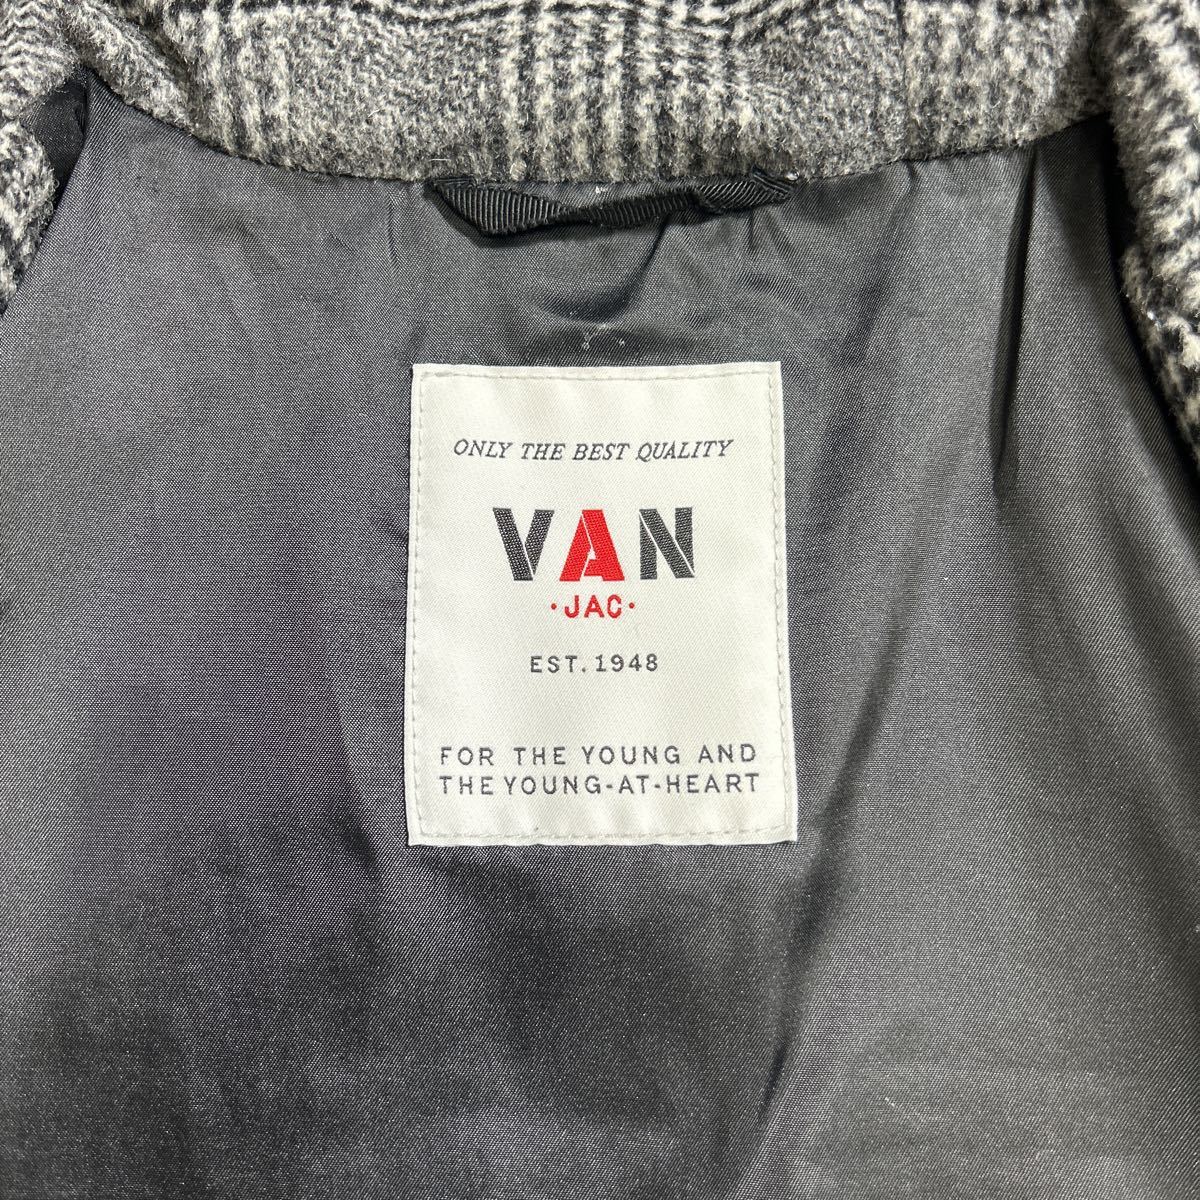 ONLY THE BEST QUALITY
VAN
·JAC·
EST. 1948
FOR THE YOUNG AND
THE YOUNG-AT-HEART